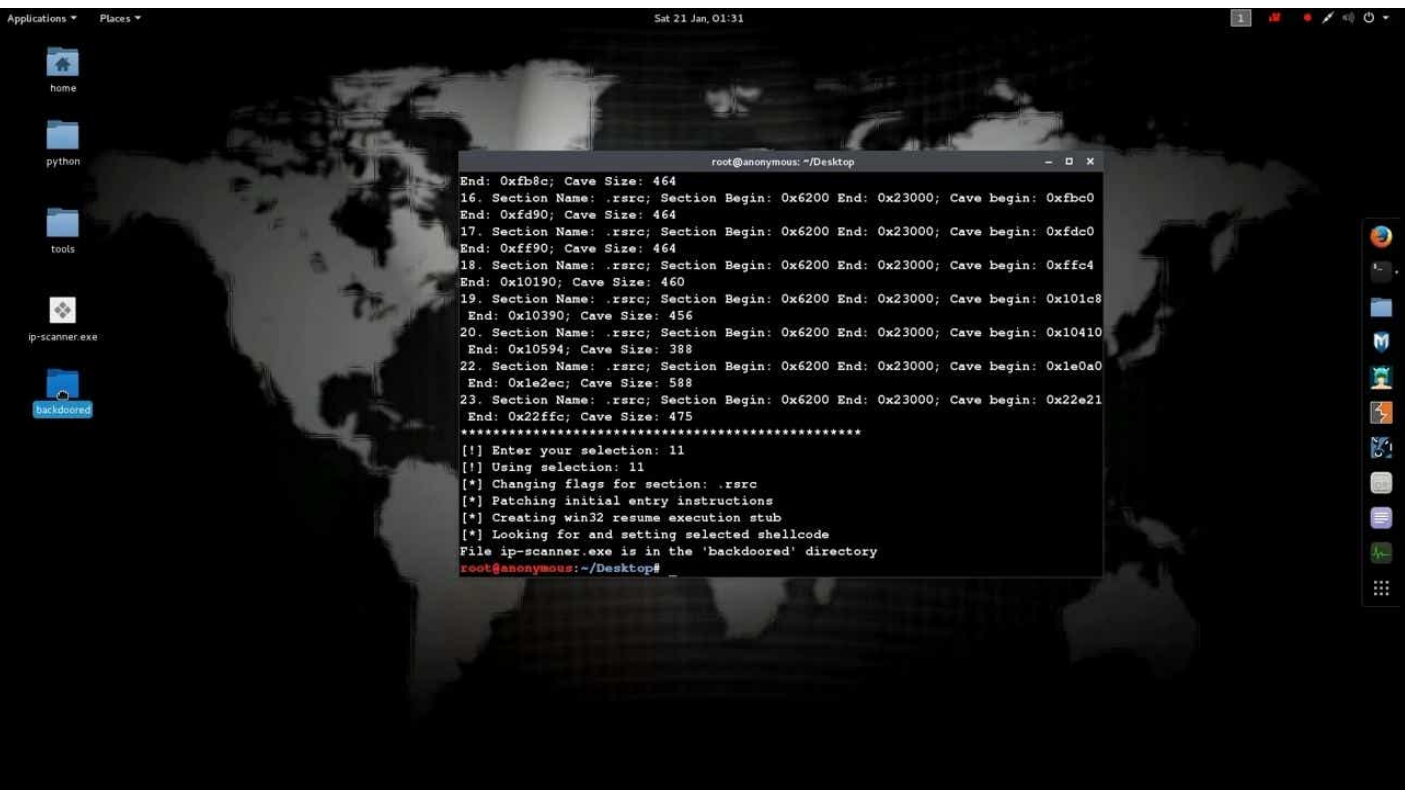 Applications
Places
Sat 21 Jan, 01:31
1
home
python
tools
ip-scanner.exe
backdoored
root@anonymous: ~/Desktop
End: 0xfb8c; Cave Size: 464
16. Section Name: .rsrc; Section Begin: 0x6200 End: 0x23000; Cave begin: 0xfbc0
End: 0xfd90; Cave Size: 464
17. Section Name: .rsrc; Section Begin: 0x6200 End: 0x23000; Cave begin: 0xfdc0
End: 0xff90; Cave Size: 464
18. Section Name: .rsrc; Section Begin: 0x6200 End: 0x23000; Cave begin: 0xffc4
End: 0x10190; Cave Size: 460
19. Section Name: .rsrc; Section Begin: 0x6200 End: 0x23000; Cave begin: 0x101c8
End: 0x10390; Cave Size: 456
20. Section Name: .rsrc; Section Begin: 0x6200 End: 0x23000; Cave begin: 0x10410
End: 0x10594; Cave Size: 388
22. Section Name: .rsrc; Section Begin: 0x6200 End: 0x23000; Cave begin: 0x1e0a0
End: 0x1e2ec; Cave Size: 588
23. Section Name: .rsrc; Section Begin: 0x6200 End: 0x23000; Cave begin: 0x22e21
End: 0x22ffc; Cave Size: 475
**************************************************
[!] Enter your selection: 11
[!] Using selection: 11
[*] Changing flags for section: .rsrc
[*] Patching initial entry instructions
[*] Creating win32 resume execution stub
[*] Looking for and setting selected shellcode
File ip-scanner.exe is in the 'backdoored' directory
root@anonymous:~/Desktop# _